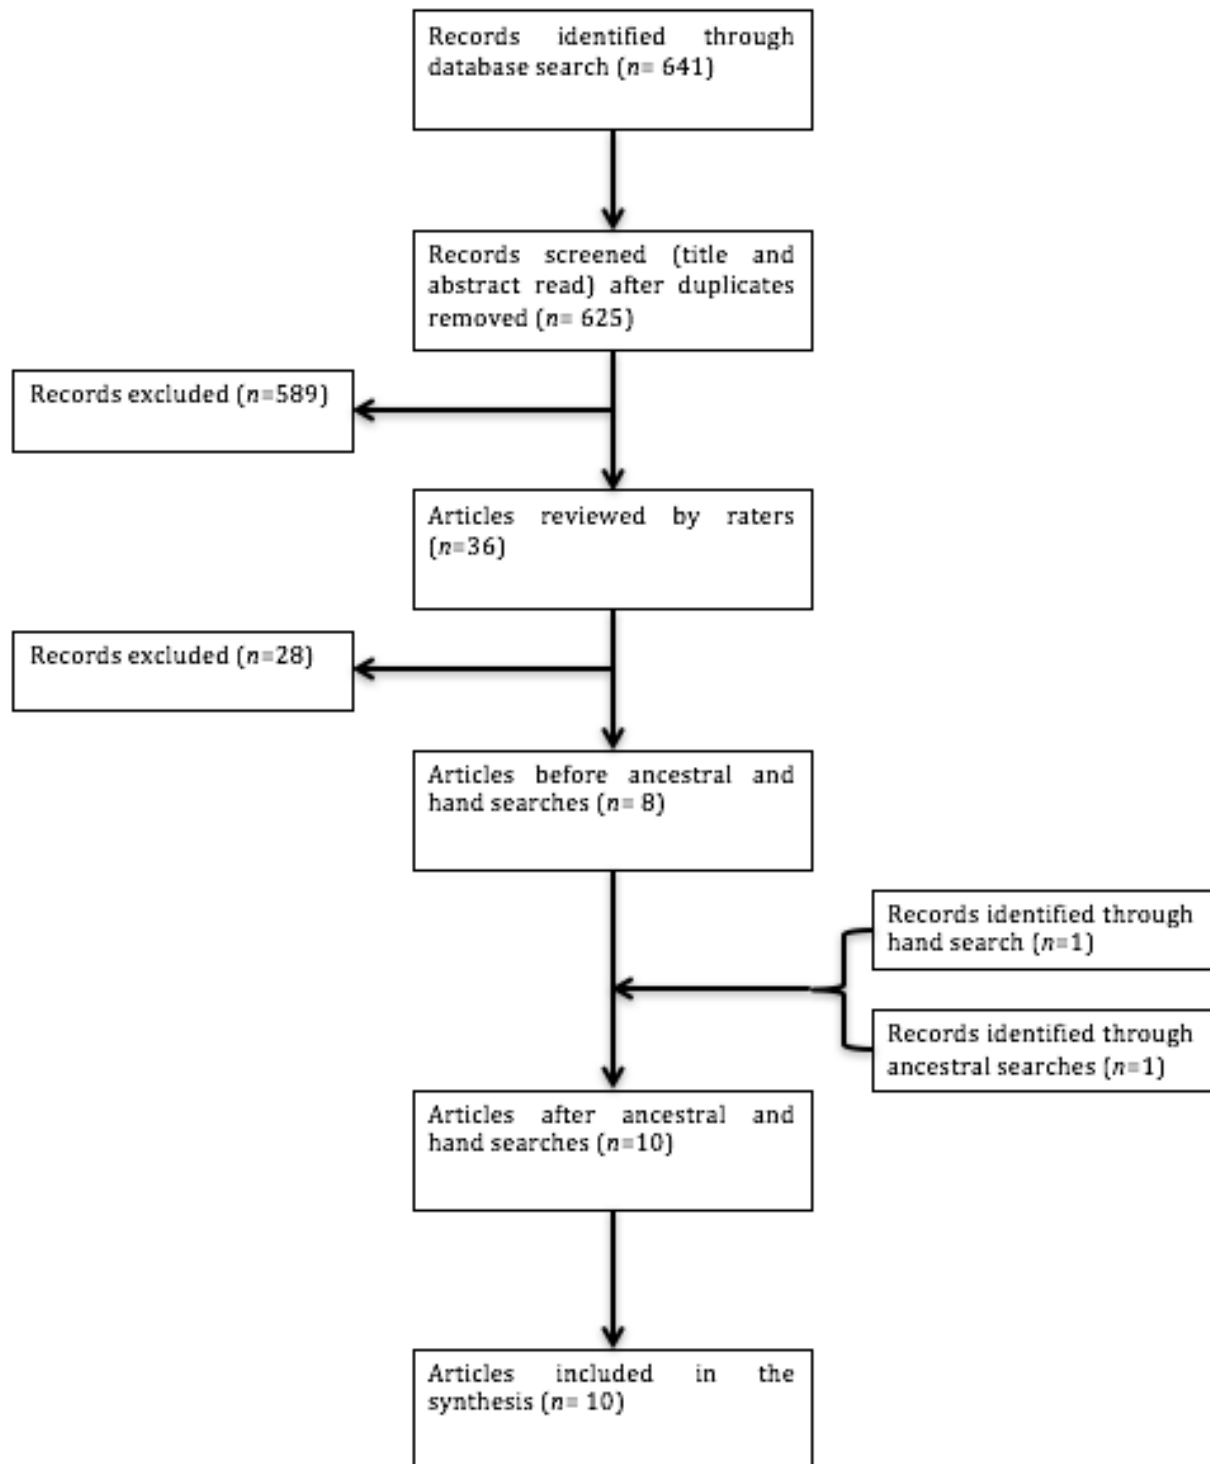 Records identified through
database search (n= 641)
Records screened (title and
abstract read) after duplicates
removed (n= 625)
Records excluded (n=589)
Articles reviewed by raters
(n=36)
Records excluded (n=28)
Articles before ancestral and
hand searches (n= 8)
Records identified through
hand search (n=1)
Records identified through
ancestral searches (n=1)
Articles after ancestral and
hand searches (n=10)
Articles included in the
synthesis (n= 10)